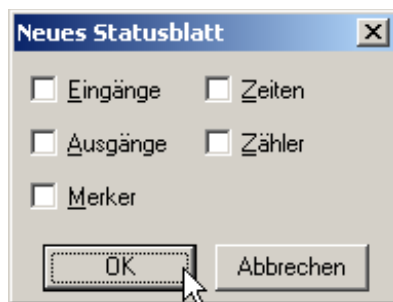 Neues Statusblatt
Eingänge Zeiten
Ausgänge Zähler
Merker
OK Abbrechen